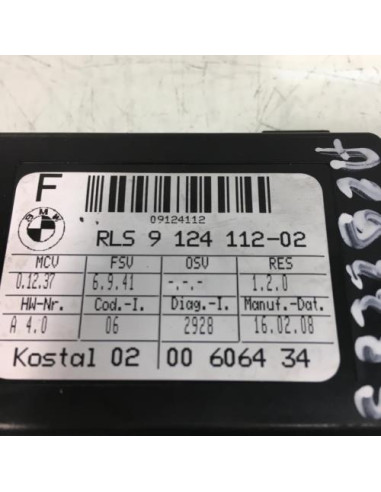 F
BMW
09124112
RLS 9 124 112-02
MCV FSV OSV RES
0.12.37 6.9.41 -.-.- 1.2.0
HW-Nr. Cod.-I. Diag.-I. Manuf.-Dat.
A 4.0 06 2928 16.02.08
Kostal 02 00 6064 34